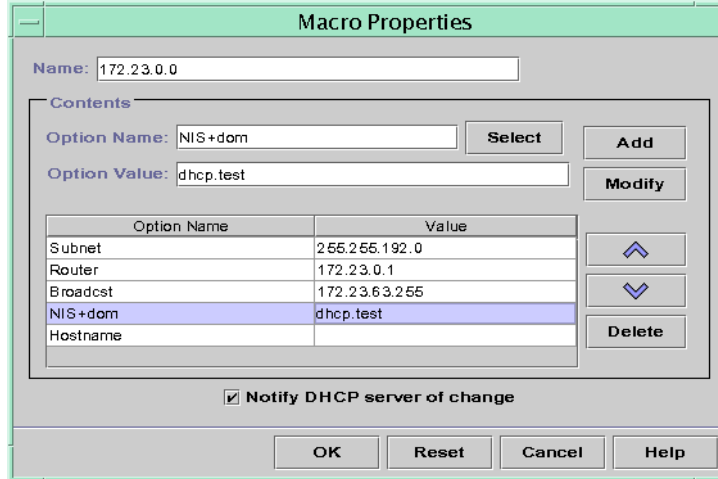 Macro Properties
Name: 172.23.0.0
Contents
Option Name: NIS+dom Select Add
Option Value: dhcp.test Modify
Option Name Value
Subnet 255.255.192.0
Router 172.23.0.1
Broadcst 172.23.63.255
NIS+dom dhcp.test
Hostname
Delete
Notify DHCP server of change
OK Reset Cancel Help